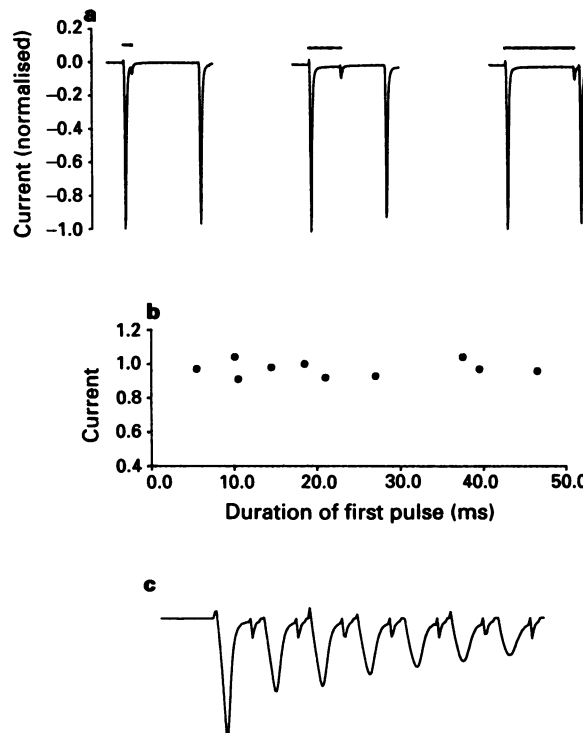 a
0.2
0.0
−0.2
−0.4
−0.6
−0.8
−1.0
Current (normalised)
b
1.2
1.0
0.8
0.6
0.4
Current
0.0 10.0 20.0 30.0 40.0 50.0
Duration of first pulse (ms)
c